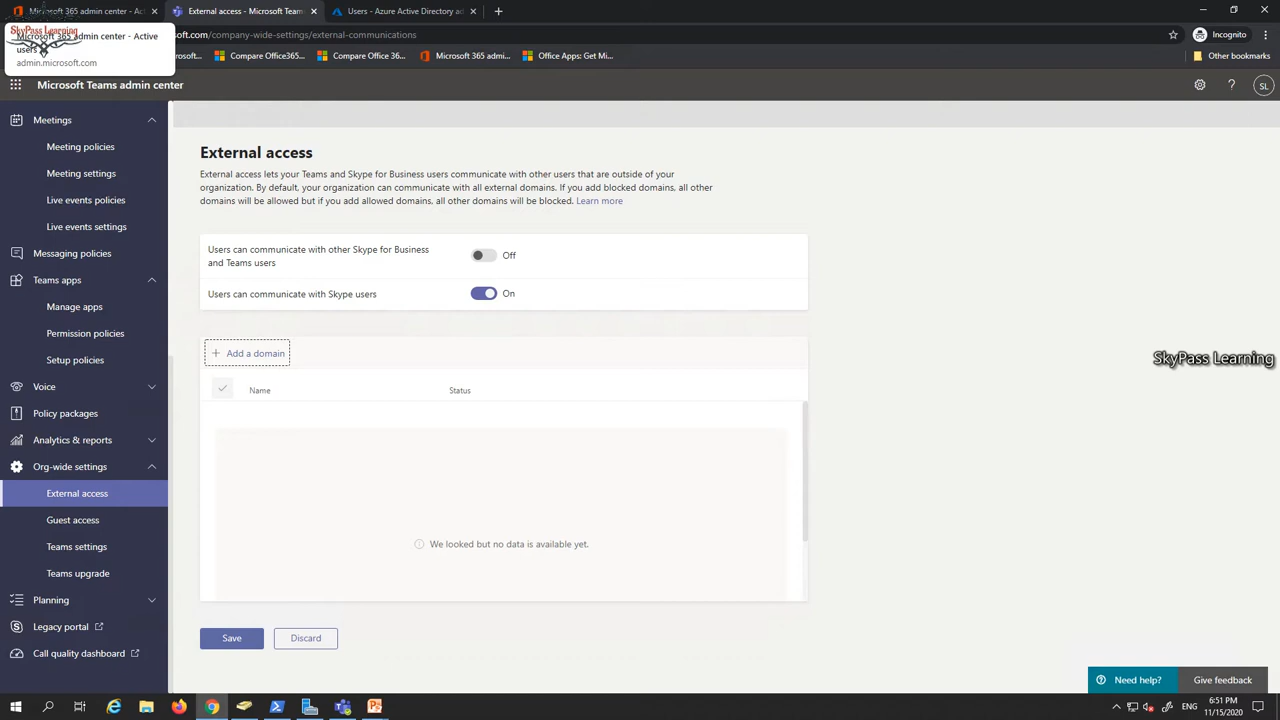 Microsoft 365 admin center - Ac
External access - Microsoft Team
Users - Azure Active Directory ad
SkyPass Learning
Microsoft 365 admin center - Active
users
admin.microsoft.com
soft.com/company-wide-settings/external-communications
Incognito
rosoft...
Compare Office365...
Compare Office 36...
Microsoft 365 admi...
Office Apps: Get Mi...
Other bookmarks
Microsoft Teams admin center
SL
Meetings
Meeting policies
Meeting settings
Live events policies
Live events settings
Messaging policies
Teams apps
Manage apps
Permission policies
Setup policies
Voice
Policy packages
Analytics & reports
Org-wide settings
External access
Guest access
Teams settings
Teams upgrade
Planning
Legacy portal
Call quality dashboard
External access
External access lets your Teams and Skype for Business users communicate with other users that are outside of your
organization. By default, your organization can communicate with all external domains. If you add blocked domains, all other
domains will be allowed but if you add allowed domains, all other domains will be blocked. Learn more
Users can communicate with other Skype for Business
and Teams users
Off
Users can communicate with Skype users
On
+ Add a domain
Name
Status
We looked but no data is available yet.
Save
Discard
SkyPass Learning
Need help?
Give feedback
ENG
6:51 PM
11/15/2020